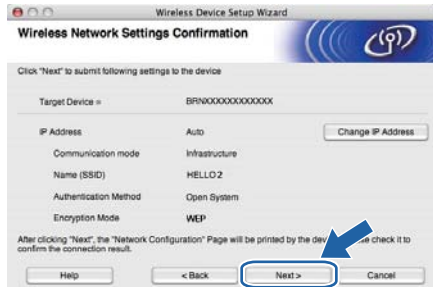 Wireless Device Setup Wizard
Wireless Network Settings Confirmation
Click "Next" to submit following settings to the device
Target Device = BRNXXXXXXXXXXXX
IP Address Auto Change IP Address
Communication mode Infrastructure
Name (SSID) HELLO2
Authentication Method Open System
Encryption Mode WEP
After clicking "Next", the "Network Configuration" Page will be printed by the check it to
confirm the connection result.
Help < Back Next > Cancel